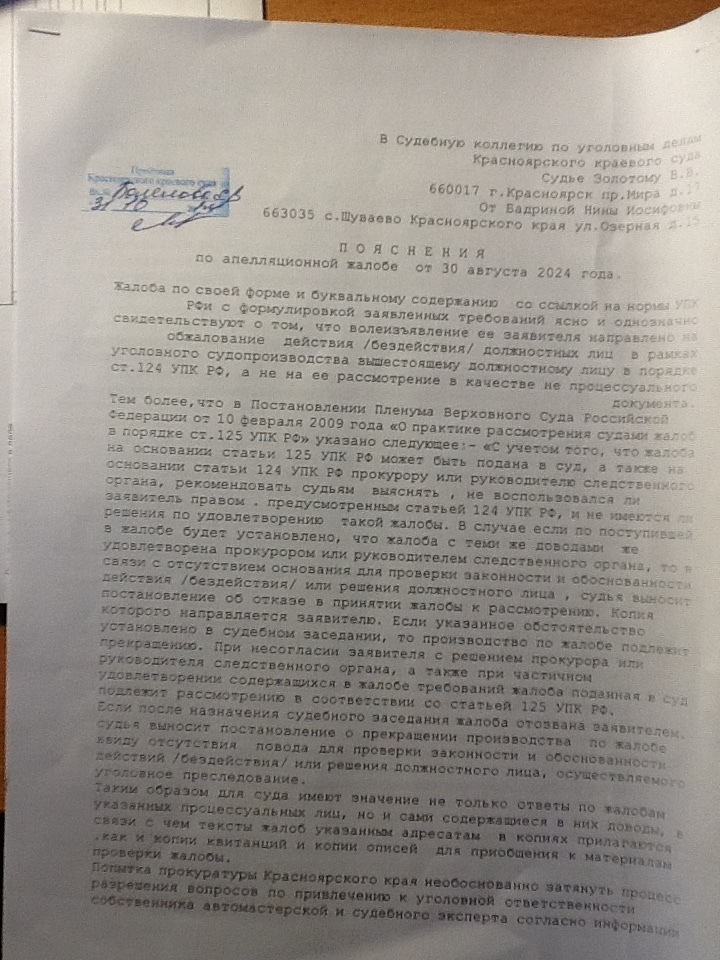 В Судебную коллегию по уголовным делам
Красноярского краевого суда
Судье Золотому В.В.
660017 г.Красноярск пр.Мира д.17
От Бадриной Нины Иосифовны
663035 с.Шуваево Красноярского края ул.Озерная д.15
Приёмная
Красноярского краевого суда
31 10
П О Я С Н Е Н И Я
по апелляционной жалобе от 30 августа 2024 года.
Жалоба по своей форме и буквальному содержанию со ссылкой на нормы УПК
РФи с формулировкой заявленных требований ясно и однозначно
свидетельствуют о том, что волеизъявление ее заявителя направлено на
обжалование действия /бездействия/ должностных лиц в рамках
уголовного судопроизводства вышестоящему должностному лицу в порядке
ст.124 УПК РФ, а не на ее рассмотрение в качестве не процессуального
документа.
Тем более,что в Постановлении Пленума Верховного Суда Российской
Федерации от 10 февраля 2009 года «О практике рассмотрения судами жалоб
в порядке ст.125 УПК РФ» указано следующее:- «С учетом того, что жалоба
на основании статьи 125 УПК РФ может быть подана в суд, а также на
основании статьи 124 УПК РФ прокурору или руководителю следственного
органа, рекомендовать судьям выяснять , не воспользовался ли
заявитель правом . предусмотренным статьей 124 УПК РФ, и не имеются ли
решения по удовлетворению такой жалобы. В случае если по поступившей
в жалобе будет установлено, что жалоба с теми же доводами же
удовлетворена прокурором или руководителем следственного органа, то в
связи с отсутствием основания для проверки законности и обоснованности
действия /бездействия/ или решения должностного лица , судья выносит
постановление об отказе в принятии жалобы к рассмотрению. Копия
которого направляется заявителю. Если указанное обстоятельство
установлено в судебном заседании, то производство по жалобе подлежит
прекращению. При несогласии заявителя с решением прокурора или
руководителя следственного органа, а также при частичном
удовлетворении содержащихся в жалобе требований жалоба поданная в суд
подлежит рассмотрению в соответствии со статьей 125 УПК РФ.
Если после назначения судебного заседания жалоба отозвана заявителем.
судья выносит постановление о прекращении производства по жалобе
ввиду отсутствия повода для проверки законности и обоснованности
действий /бездействия/ или решения должностного лица, осуществляемого
уголовное преследование.
Таким образом для суда имеют значение не только ответы по жалобам
указанных процессуальных лиц, но и сами содержащиеся в них доводы, в
связи с чем тексты жалоб указанным адресатам в копиях прилагаются
.как и копии квитанций и копии описей для приобщения к материалам
проверки жалобы.
Попытка прокуратуры Красноярского края необоснованно затянуть процесс
разрешения вопросов по привлечению к уголовной ответственности
собственника автомастерской и судебного эксперта согласно информации